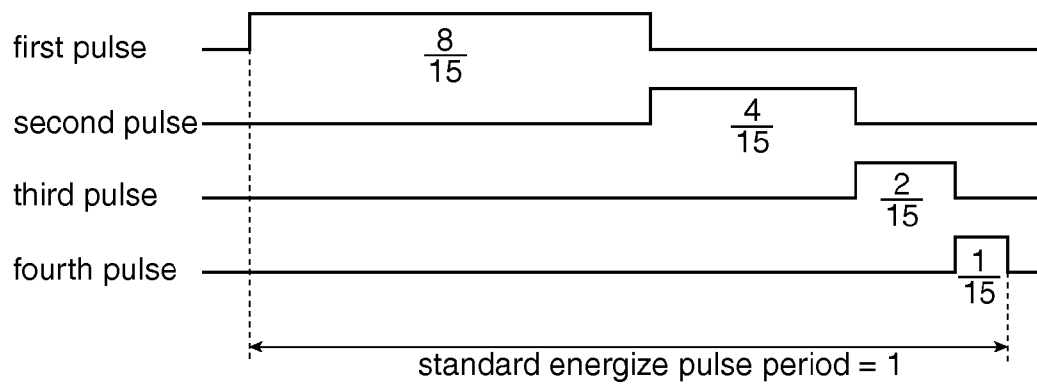 first pulse
8/15
second pulse
4/15
third pulse
2/15
fourth pulse
1/15
standard energize pulse period = 1